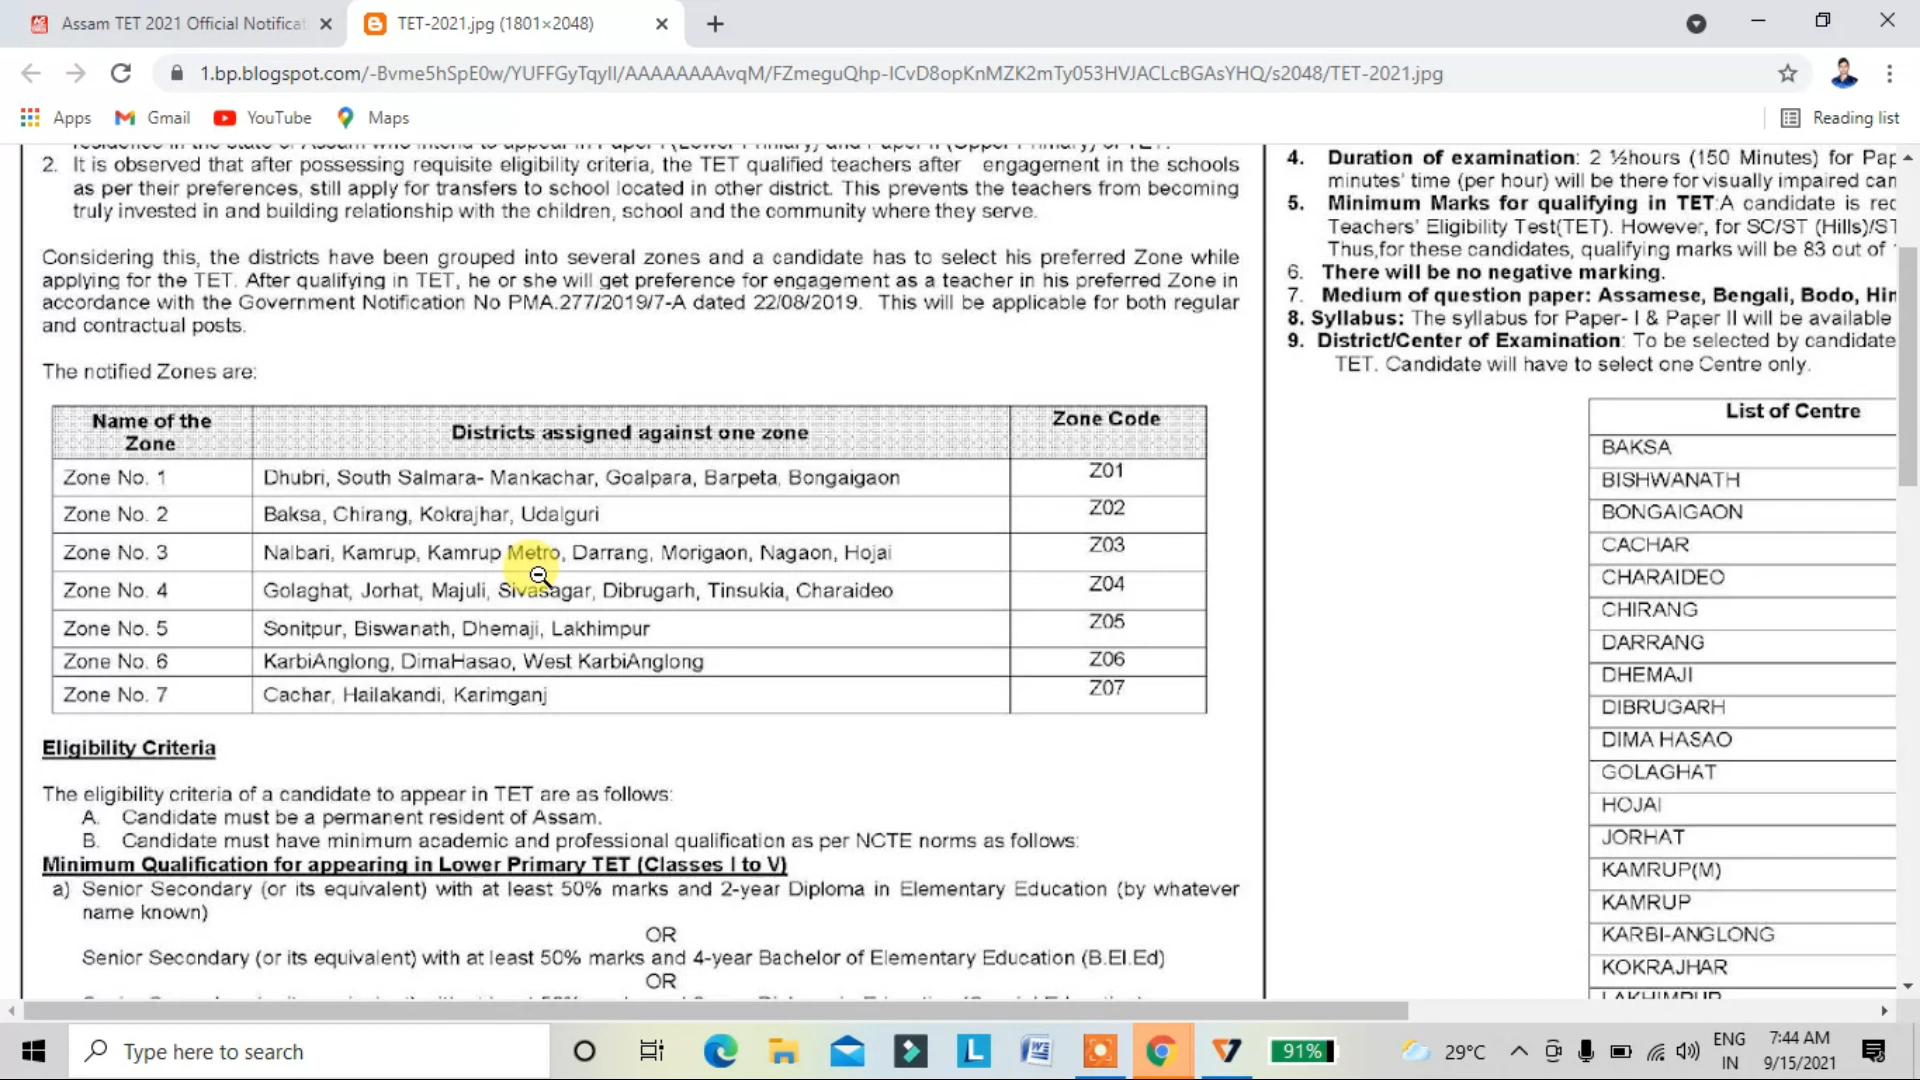 Assam TET 2021 Official Notificat
TET-2021.jpg (1801×2048)
1.bp.blogspot.com/-Bvme5hSpE0w/YUFFGyTqyII/AAAAAAAAvqM/FZmeguQhp-ICvD8opKnMZK2mTy053HVJACLcBGAsYHQ/s2048/TET-2021.jpg
Apps Gmail YouTube Maps Reading list
2. It is observed that after possessing requisite eligibility criteria, the TET qualified teachers after engagement in the schools
as per their preferences, still apply for transfers to school located in other district. This prevents the teachers from becoming
truly invested in and building relationship with the children, school and the community where they serve.
Considering this, the districts have been grouped into several zones and a candidate has to select his preferred Zone while
applying for the TET. After qualifying in TET, he or she will get preference for engagement as a teacher in his preferred Zone in
accordance with the Government Notification No PMA.277/2019/7-A dated 22/08/2019. This will be applicable for both regular
and contractual posts.
The notified Zones are:
Name of the Zone Districts assigned against one zone Zone Code
Zone No. 1 Dhubri, South Salmara- Mankachar, Goalpara, Barpeta, Bongaigaon Z01
Zone No. 2 Baksa, Chirang, Kokrajhar, Udalguri Z02
Zone No. 3 Nalbari, Kamrup, Kamrup Metro, Darrang, Morigaon, Nagaon, Hojai Z03
Zone No. 4 Golaghat, Jorhat, Majuli, Sivasagar, Dibrugarh, Tinsukia, Charaideo Z04
Zone No. 5 Sonitpur, Biswanath, Dhemaji, Lakhimpur Z05
Zone No. 6 KarbiAnglong, DimaHasao, West KarbiAnglong Z06
Zone No. 7 Cachar, Hailakandi, Karimganj Z07
Eligibility Criteria
The eligibility criteria of a candidate to appear in TET are as follows:
A. Candidate must be a permanent resident of Assam.
B. Candidate must have minimum academic and professional qualification as per NCTE norms as follows:
Minimum Qualification for appearing in Lower Primary TET (Classes I to V)
a) Senior Secondary (or its equivalent) with at least 50% marks and 2-year Diploma in Elementary Education (by whatever
name known)
OR
Senior Secondary (or its equivalent) with at least 50% marks and 4-year Bachelor of Elementary Education (B.El.Ed)
OR
4. Duration of examination: 2 ½hours (150 Minutes) for Pap
minutes' time (per hour) will be there for visually impaired can
5. Minimum Marks for qualifying in TET:A candidate is rec
Teachers' Eligibility Test(TET). However, for SC/ST (Hills)/ST
Thus,for these candidates, qualifying marks will be 83 out of
6. There will be no negative marking.
7. Medium of question paper: Assamese, Bengali, Bodo, Hin
8. Syllabus: The syllabus for Paper- I & Paper II will be available
9. District/Center of Examination: To be selected by candidate
TET. Candidate will have to select one Centre only.
List of Centre
BAKSA
BISHWANATH
BONGAIGAON
CACHAR
CHARAIDEO
CHIRANG
DARRANG
DHEMAJI
DIBRUGARH
DIMA HASAO
GOLAGHAT
HOJAI
JORHAT
KAMRUP(M)
KAMRUP
KARBI-ANGLONG
KOKRAJHAR
LAKHIMPUR
Type here to search
91%
29°C
ENG
IN
7:44 AM
9/15/2021